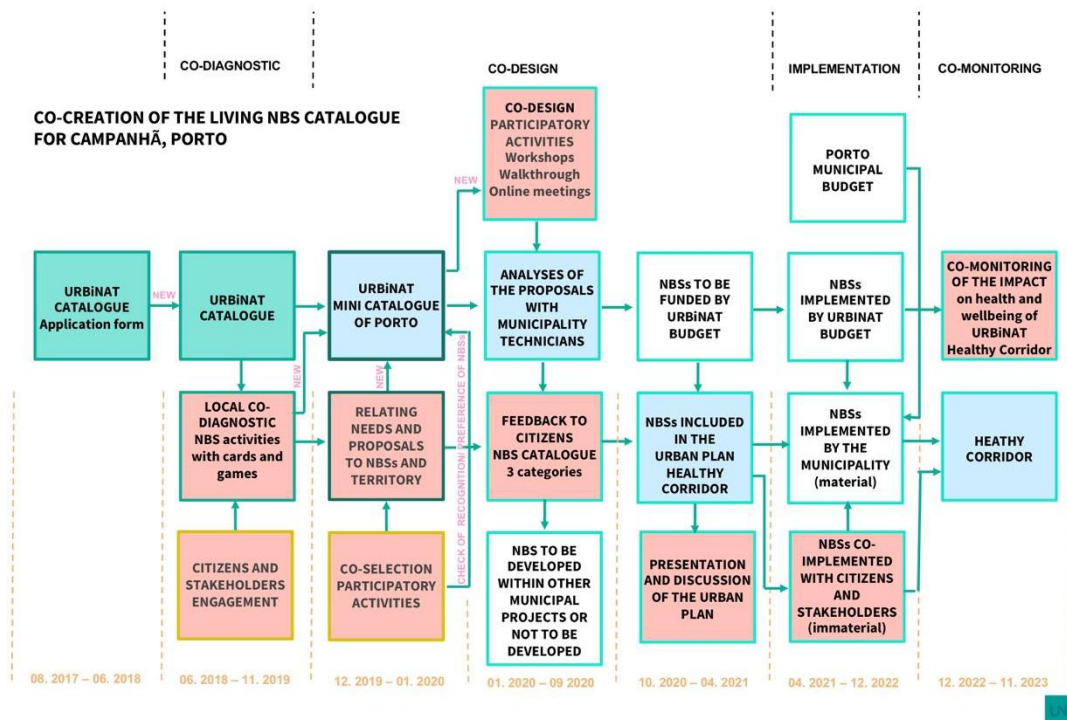 CO-DIAGNOSTIC
CO-DESIGN
IMPLEMENTATION
CO-MONITORING
CO-CREATION OF THE LIVING NBS CATALOGUE
FOR CAMPANHÃ, PORTO
CO-DESIGN
PARTICIPATORY
ACTIVITIES
Workshops
Walkthrough
Online meetings
NEW
PORTO
MUNICIPAL
BUDGET
URBiNAT
CATALOGUE
Application form
NEW
URBiNAT
CATALOGUE
URBiNAT
MINI CATALOGUE
OF PORTO
ANALYSES OF
THE PROPOSALS
WITH
MUNICIPALITY
TECHNICIANS
NBSs TO BE
FUNDED BY
URBiNAT
BUDGET
NBSs
IMPLEMENTED
BY URBINAT
BUDGET
CO-MONITORING
OF THE IMPACT
on health and
wellbeing of
URBiNAT
Healthy Corridor
NEW
NEW
CHECK OF RECOGNITION/ PREFERENCE OF NBSs
LOCAL CO-
DIAGNOSTIC
NBS activities
with cards and
games
RELATING
NEEDS AND
PROPOSALS
TO NBSs AND
TERRITORY
FEEDBACK TO
CITIZENS
NBS CATALOGUE
3 categories
NBSs INCLUDED
IN THE
URBAN PLAN
HEALTHY
CORRIDOR
NBSs
IMPLEMENTED
BY THE
MUNICIPALITY
(material)
HEATHY
CORRIDOR
CITIZENS AND
STAKEHOLDERS
ENGAGEMENT
CO-SELECTION
PARTICIPATORY
ACTIVITIES
NBS TO BE
DEVELOPED
WITHIN OTHER
MUNICIPAL
PROJECTS OR
NOT TO BE
DEVELOPED
PRESENTATION
AND DISCUSSION
OF THE URBAN
PLAN
NBSs CO-
IMPLEMENTED
WITH CITIZENS
AND
STAKEHOLDERS
(immaterial)
08. 2017 – 06. 2018
06. 2018 – 11. 2019
12. 2019 – 01. 2020
01. 2020 – 09 2020
10. 2020 – 04. 2021
04. 2021 – 12. 2022
12. 2022 – 11. 2023